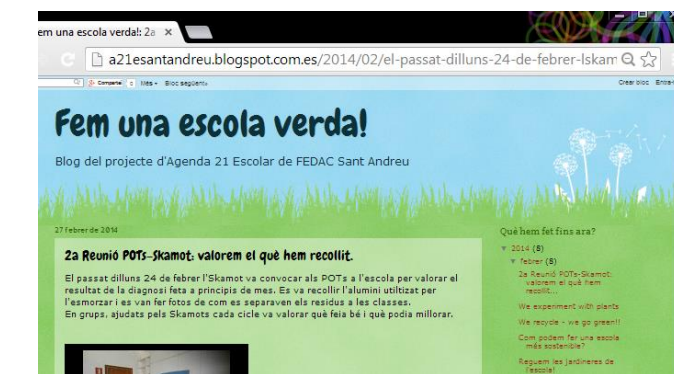 em una escola verda!: 2a ×
a21esantandreu.blogspot.com.es/2014/02/el-passat-dilluns-24-de-febrer-lskam
Comparteix Més Bloc següent» Crear bloc Entra
Fem una escola verda!
Blog del projecte d'Agenda 21 Escolar de FEDAC Sant Andreu
27 febrer de 2014
2a Reunió POTs-Skamot: valorem el què hem recollit.
El passat dilluns 24 de febrer l'Skamot va convocar als POTs a l'escola per valorar el
resultat de la diagnosi feta a principis de mes. Es va recollir l'alumini utilitzat per
l'esmorzar i es van fer fotos de com es separaven els residus a les classes.
En grups, ajudats pels Skamots cada cicle va valorar què feia bé i què podia millorar.
Què hem fet fins ara?
▼ 2014 (8)
▼ febrer (8)
2a Reunió POTs-Skamot:
valorem el què hem
recollit...
We experiment with plants
We recycle - we go green!!
Com podem fer una escola
més sostenible?
Reguem les jardineres de
l'escola!